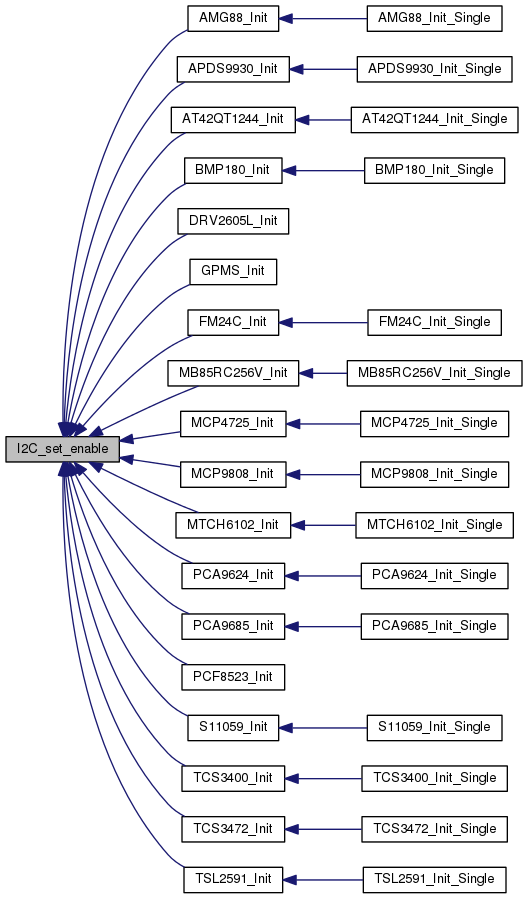 AMG88_Init
AMG88_Init_Single
APDS9930_Init
APDS9930_Init_Single
AT42QT1244_Init
AT42QT1244_Init_Single
BMP180_Init
BMP180_Init_Single
DRV2605L_Init
GPMS_Init
FM24C_Init
FM24C_Init_Single
MB85RC256V_Init
MB85RC256V_Init_Single
MCP4725_Init
MCP4725_Init_Single
I2C_set_enable
MCP9808_Init
MCP9808_Init_Single
MTCH6102_Init
MTCH6102_Init_Single
PCA9624_Init
PCA9624_Init_Single
PCA9685_Init
PCA9685_Init_Single
PCF8523_Init
S11059_Init
S11059_Init_Single
TCS3400_Init
TCS3400_Init_Single
TCS3472_Init
TCS3472_Init_Single
TSL2591_Init
TSL2591_Init_Single